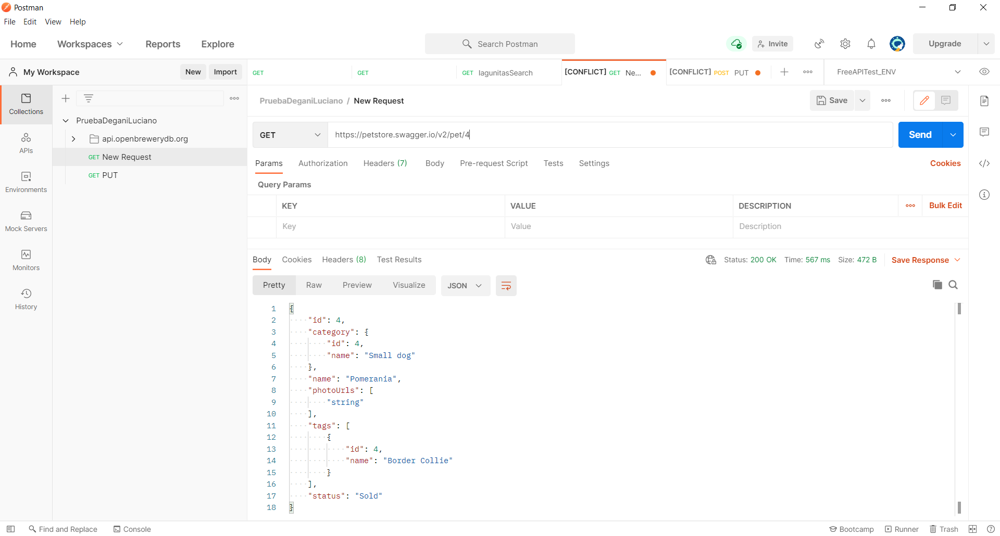 Postman
File Edit View Help
Home Workspaces Reports Explore Search Postman Invite Upgrade
My Workspace New Import GET GET GET lagunitasSearch [CONFLICT] GET Ne... [CONFLICT] POST PUT FreeAPITest_ENV
Collections
APIs
Environments
Mock Servers
Monitors
History
PruebaDeganiLuciano
api.openbrewerydb.org
GET New Request
GET PUT
PruebaDeganiLuciano / New Request Save
GET https://petstore.swagger.io/v2/pet/4 Send
Params Authorization Headers (7) Body Pre-request Script Tests Settings Cookies
Query Params
KEY VALUE DESCRIPTION Bulk Edit
Key Value Description
Body Cookies Headers (8) Test Results Status: 200 OK Time: 567 ms Size: 472 B Save Response
Pretty Raw Preview Visualize JSON
1 {
2 "id": 4,
3 "category": {
4 "id": 4,
5 "name": "Small dog"
6 },
7 "name": "Pomerania",
8 "photoUrls": [
9 "string"
10 ],
11 "tags": [
12 {
13 "id": 4,
14 "name": "Border Collie"
15 }
16 ],
17 "status": "Sold"
18 }
Find and Replace Console Bootcamp Runner Trash